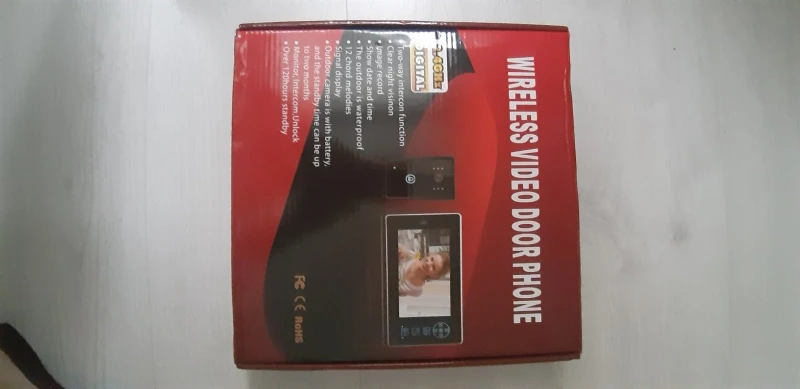 WIRELESS VIDEO DOOR PHONE
2.4GHz
DIGITAL
• Two-way intercon function
• Clear night visinon
• Image record
• Show date and time
• The outdoor is waterproof
• 12 chord melodies
• Signal display
• Outdoor camera is with battery,
and the standby time can be up
to two months
• Monitor, Intercom, Unlock
• Over 120hours standby
FC CE RoHS